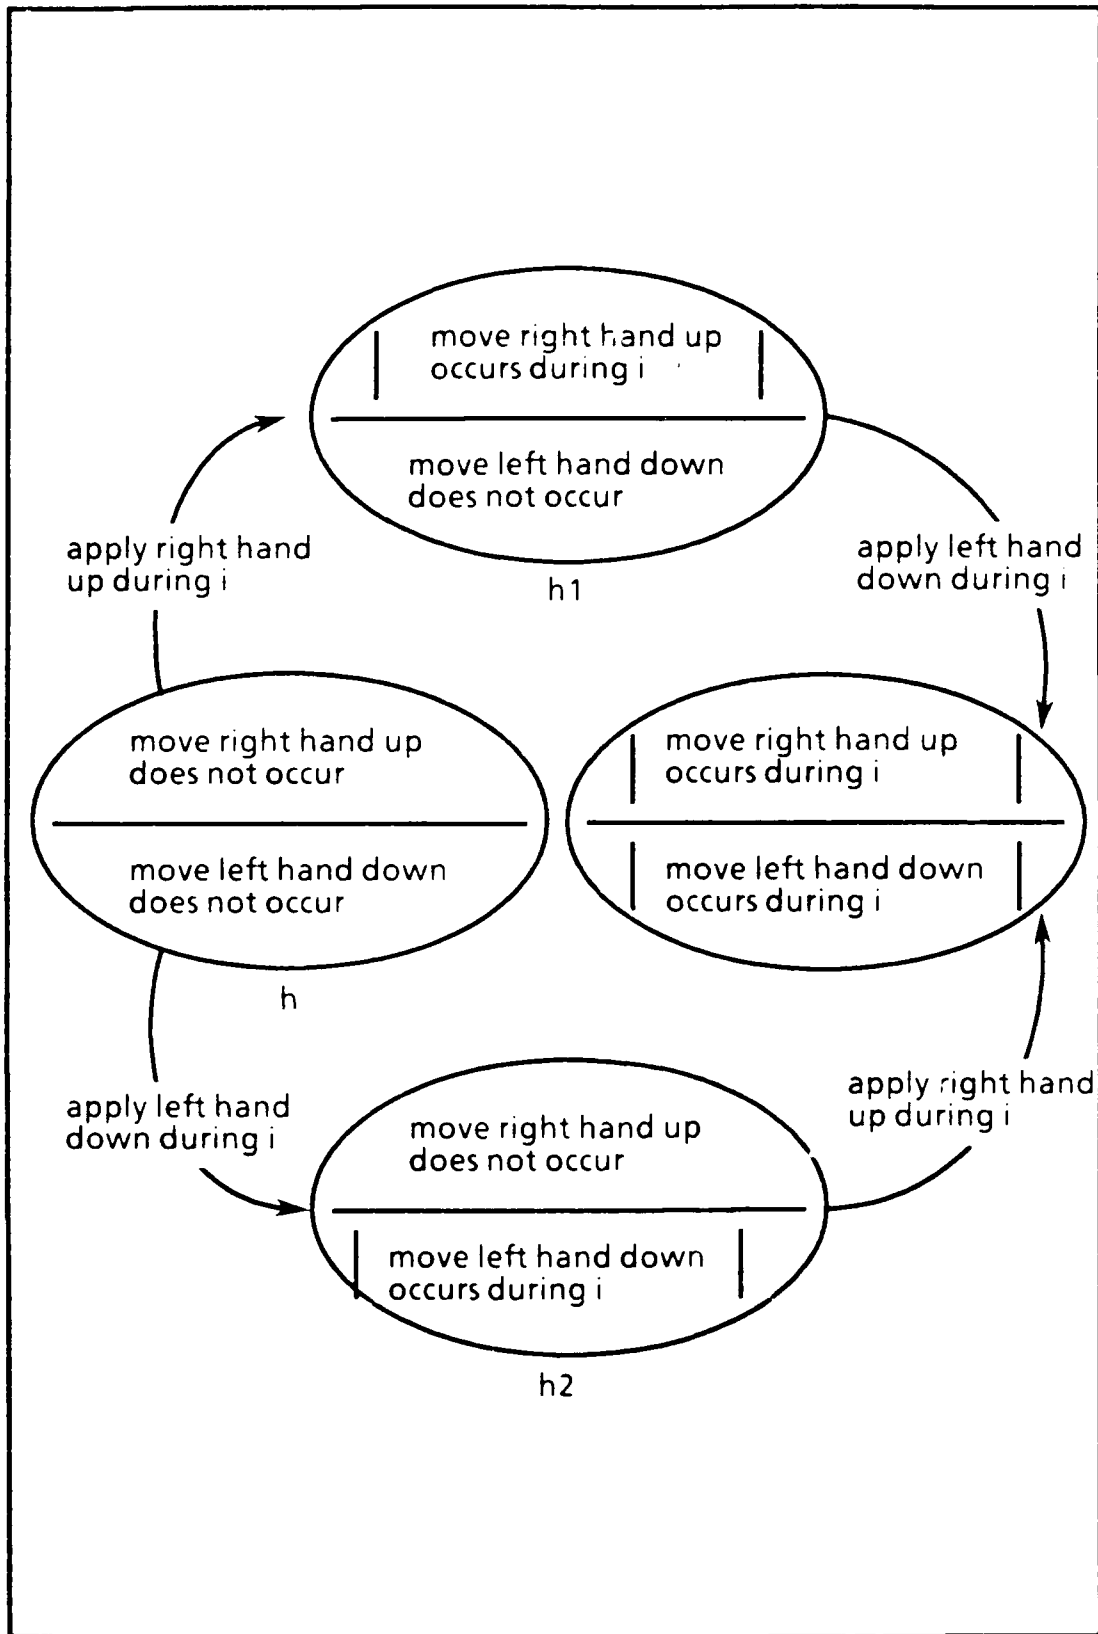 move right hand up
occurs during i
move left hand down
does not occur
h1
apply right hand
up during i
apply left hand
down during i
move right hand up
does not occur
move left hand down
does not occur
h
move right hand up
occurs during i
move left hand down
occurs during i
apply left hand
down during i
apply right hand
up during i
move right hand up
does not occur
move left hand down
occurs during i
h2